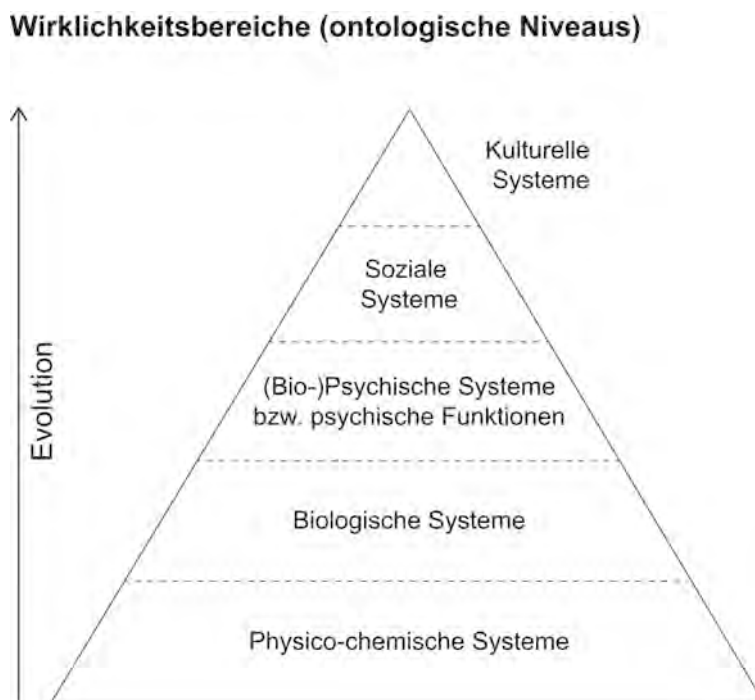 Wirklichkeitsbereiche (ontologische Niveaus)
Kulturelle
Systeme
Soziale
Systeme
(Bio-)Psychische Systeme
bzw. psychische Funktionen
Evolution
Biologische Systeme
Physico-chemische Systeme